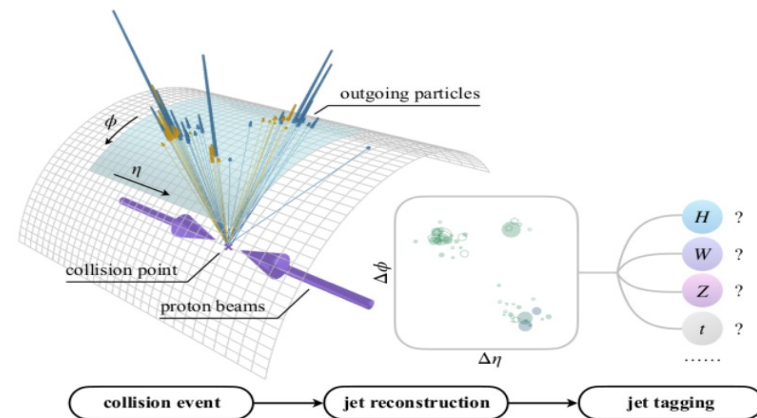 outgoing particles
ϕ
η
collision point
proton beams
Δϕ
Δη
H ?
W ?
Z ?
t ?
......
collision event
jet reconstruction
jet tagging